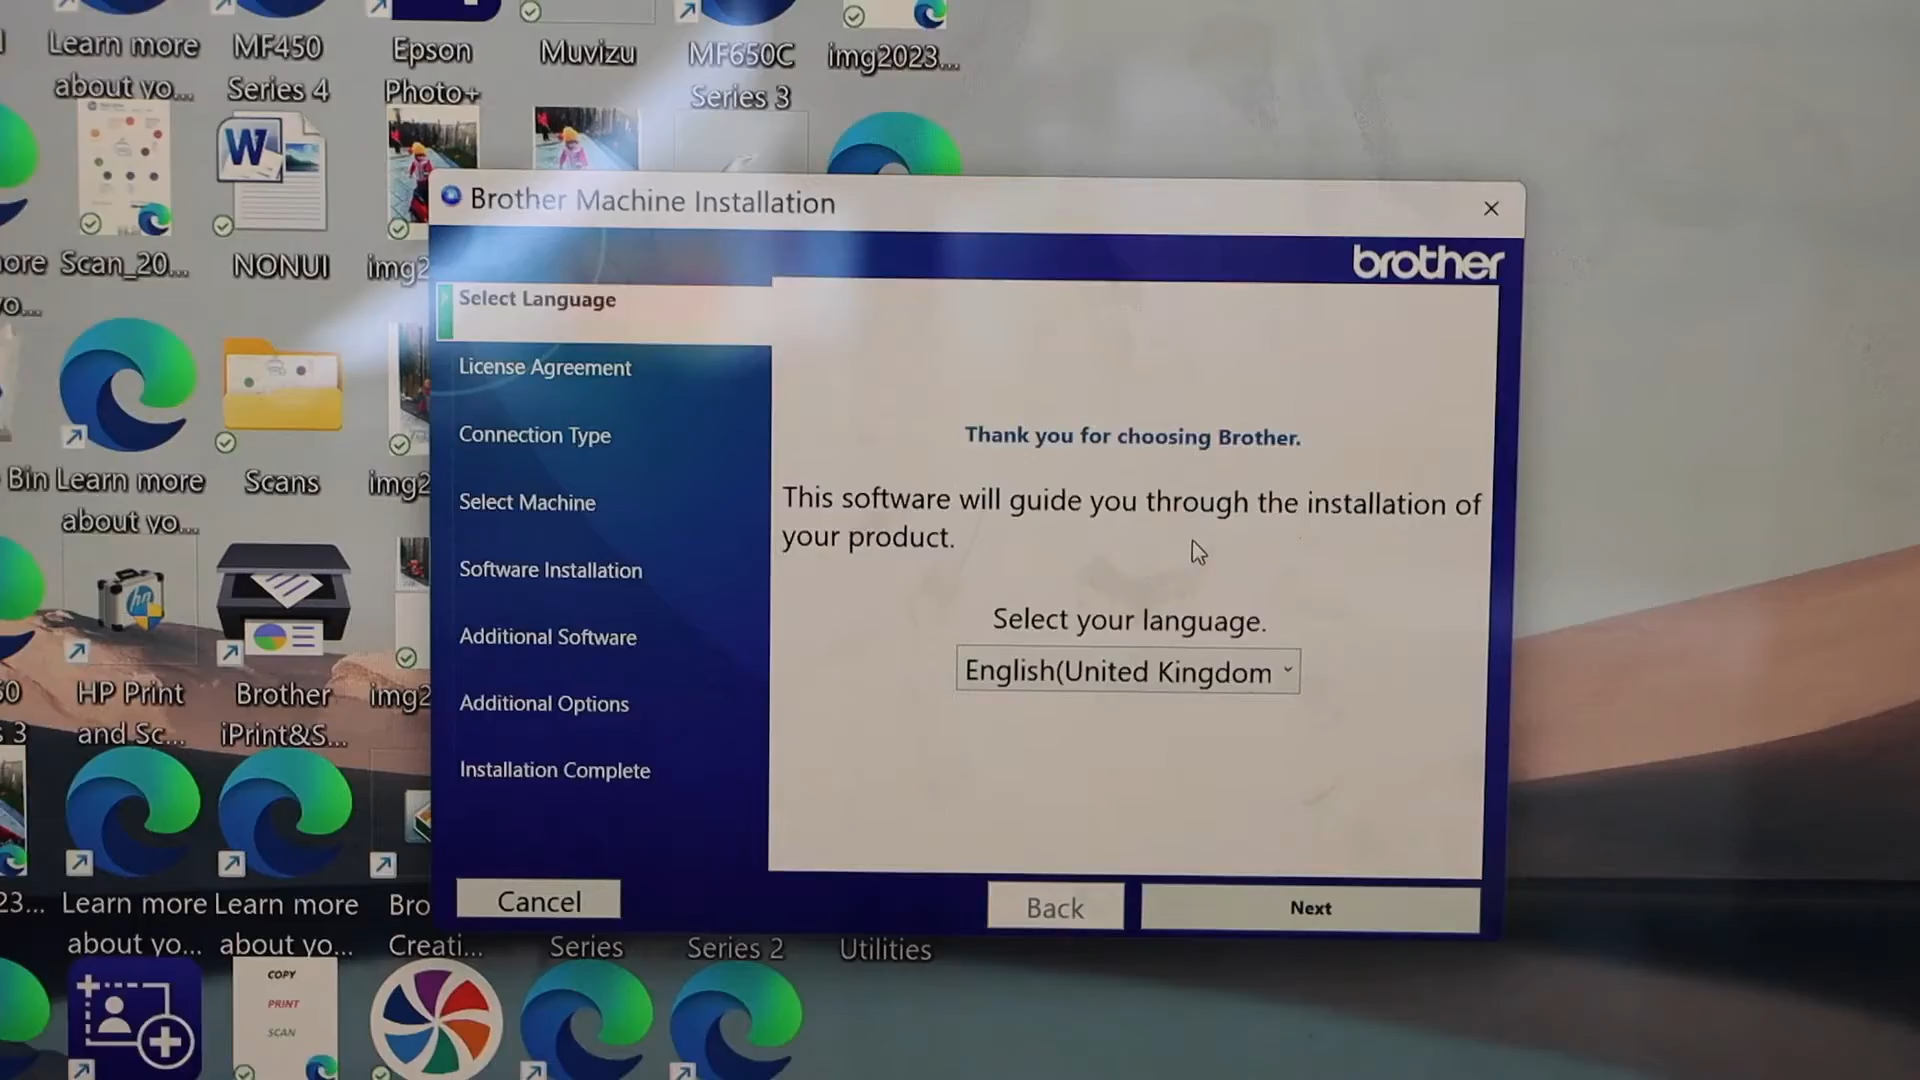 Learn more
about yo...
MF450
Series 4
Epson
Photo+
Muvizu
MF650C
Series 3
img2023...
W
Scan_20...
NONUI
img2
Brother Machine Installation
brother
Select Language
License Agreement
Connection Type
Select Machine
Software Installation
Additional Software
Additional Options
Installation Complete
Thank you for choosing Brother.
This software will guide you through the installation of
your product.
Select your language.
English(United Kingdom
Cancel
Back
Next
Bin
Learn more
about yo...
Scans
img2
hp
HP Print
and Sc...
Brother
iPrint&S...
img2
s 3
23...
Learn more
about yo...
Learn more
about yo...
Bro
Creati...
Series
Series 2
Utilities
COPY
PRINT
SCAN